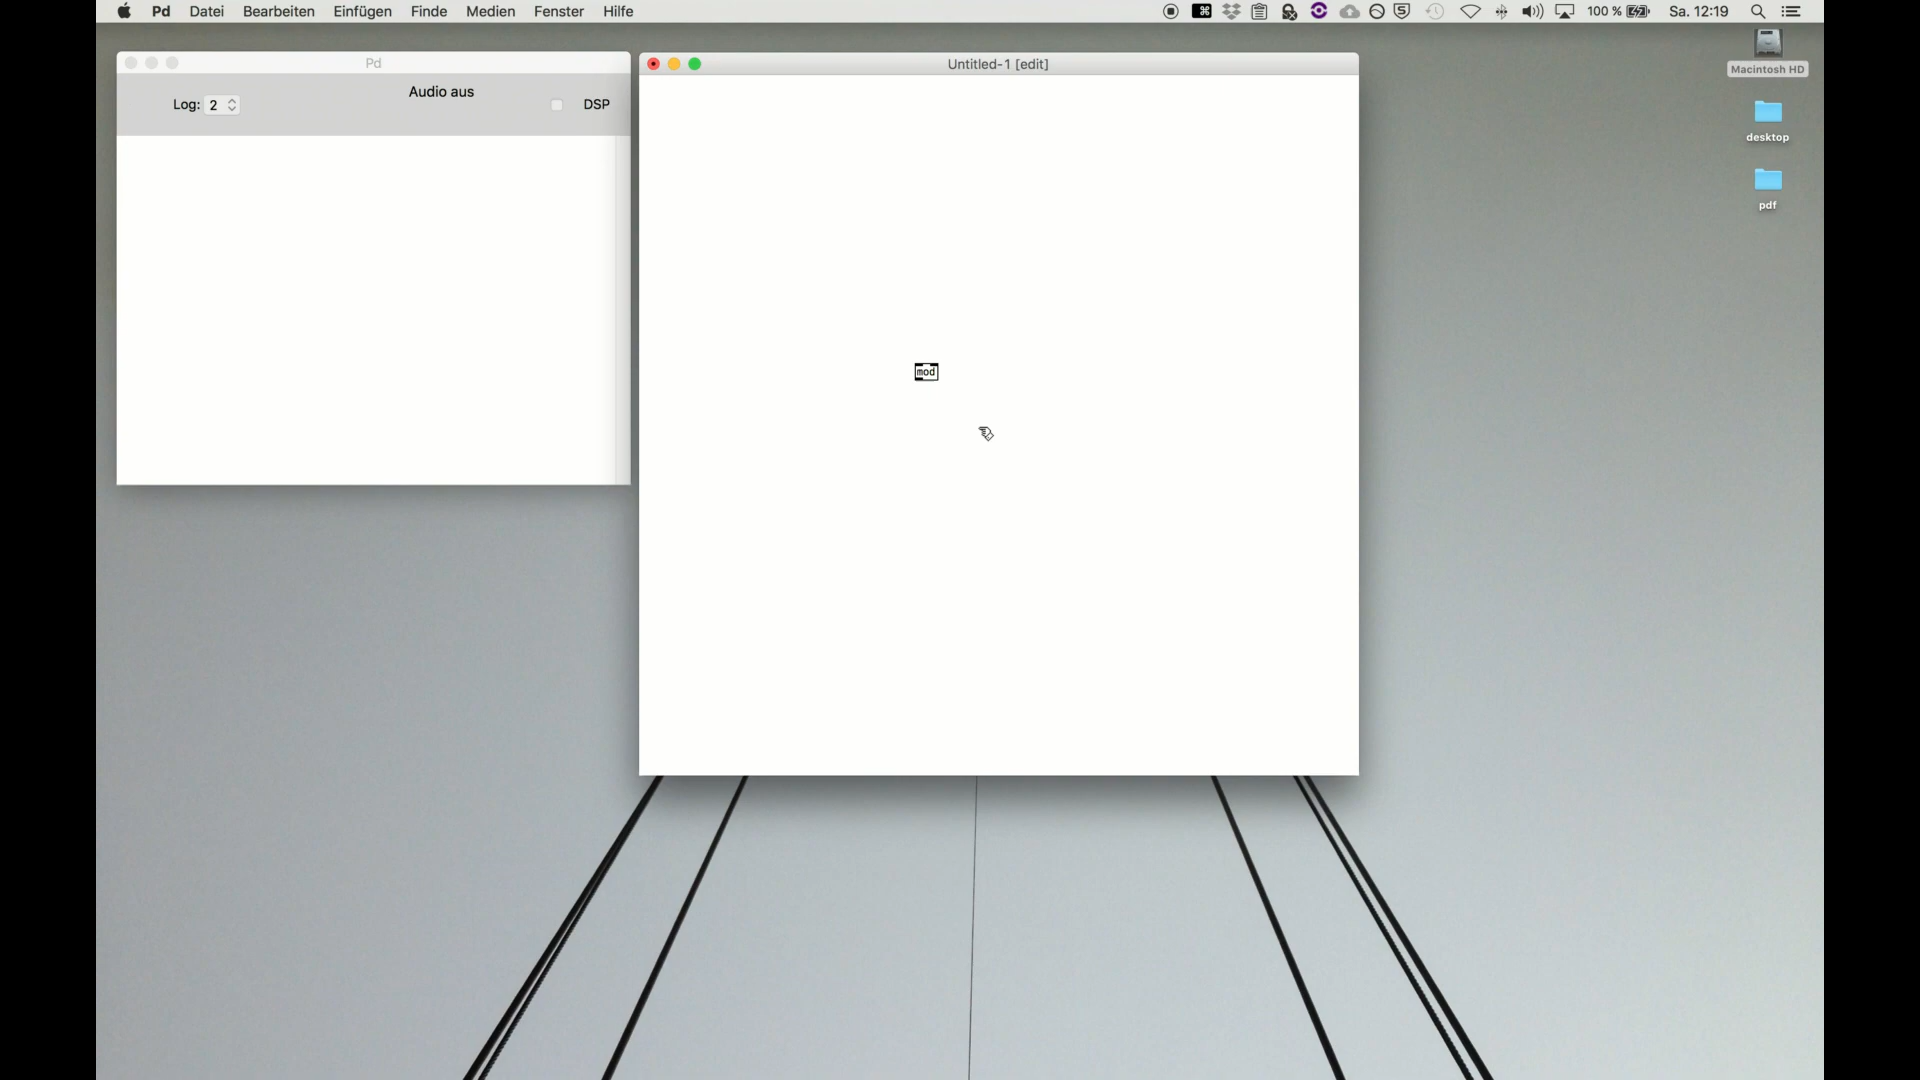 Pd Datei Bearbeiten Einfügen Finde Medien Fenster Hilfe 100 % Sa. 12:19
Pd
Log: 2
Audio aus
DSP
Untitled-1 [edit]
mod
Macintosh HD
desktop
pdf